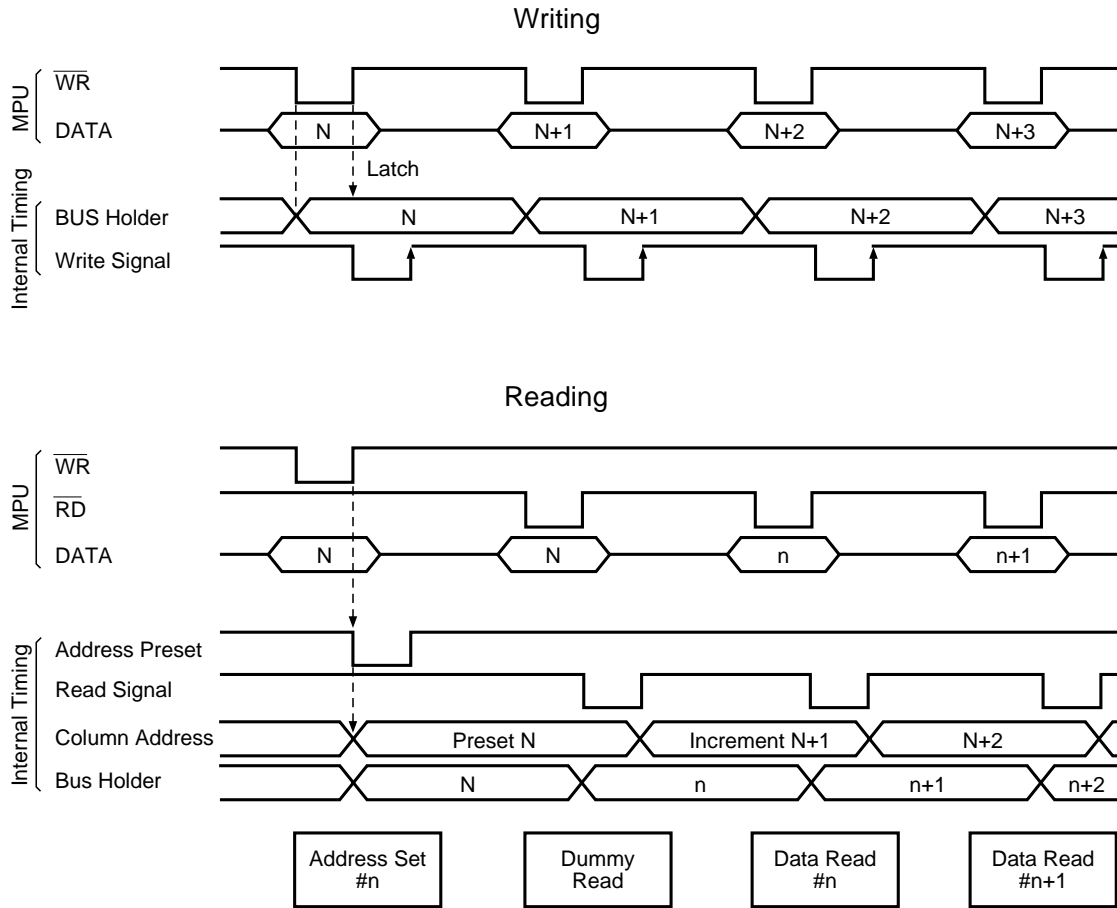 Writing
MPU
WR
DATA
N
N+1
N+2
N+3
Latch
Internal Timing
BUS Holder
N
N+1
N+2
N+3
Write Signal
Reading
MPU
WR
RD
DATA
N
N
n
n+1
Internal Timing
Address Preset
Read Signal
Column Address
Preset N
Increment N+1
N+2
Bus Holder
N
n
n+1
n+2
Address Set
#n
Dummy
Read
Data Read
#n
Data Read
#n+1